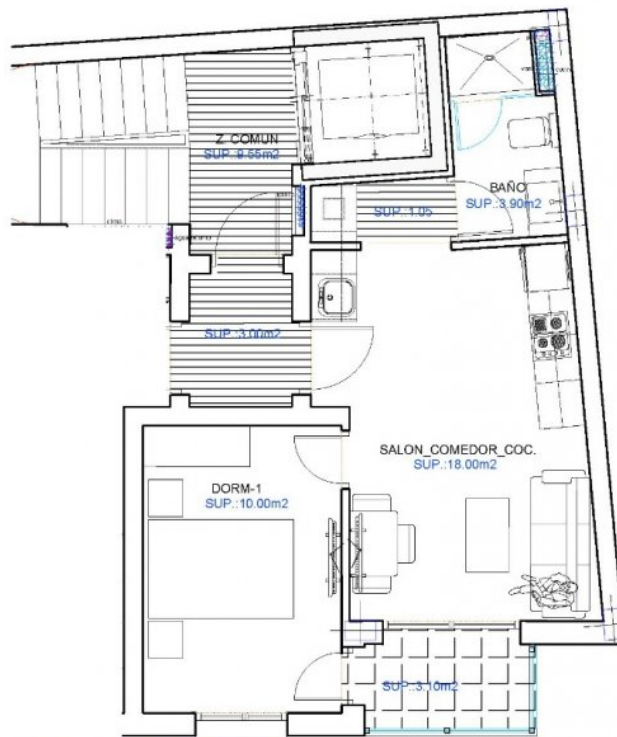 Z. COMUN
SUP.:9.55m2
BAÑO
SUP.:3.90m2
SUP.:1.05
SUP.:3.00m2
SALON_COMEDOR_COC.
SUP.:18.00m2
DORM-1
SUP.:10.00m2
SUP.:3.10m2